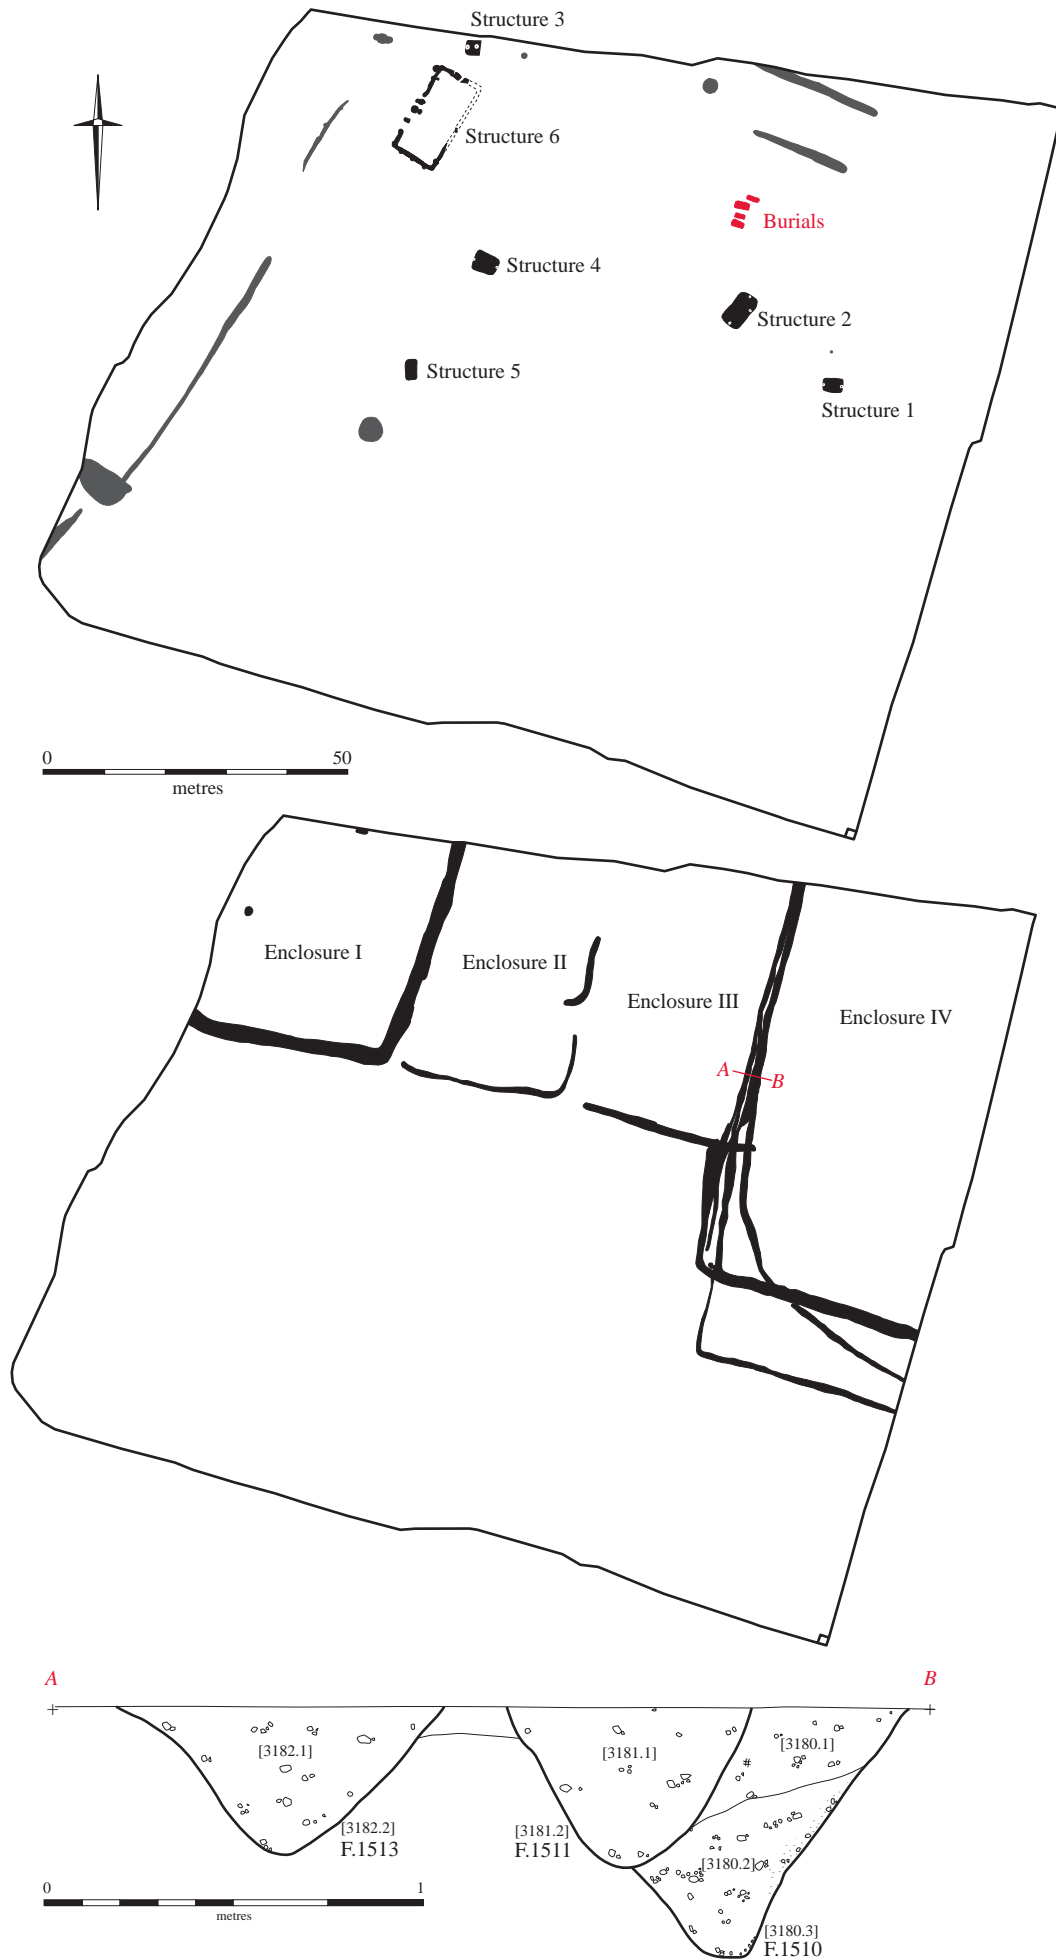 Structure 3
Structure 6
Burials
Structure 4
Structure 2
Structure 5
Structure 1
0 50
metres
Enclosure I
Enclosure II
Enclosure III
Enclosure IV
A B
A B
[3182.1]
[3181.1]
[3180.1]
[3182.2]
F.1513
[3181.2]
F.1511
[3180.2]
0 1
metres
[3180.3]
F.1510